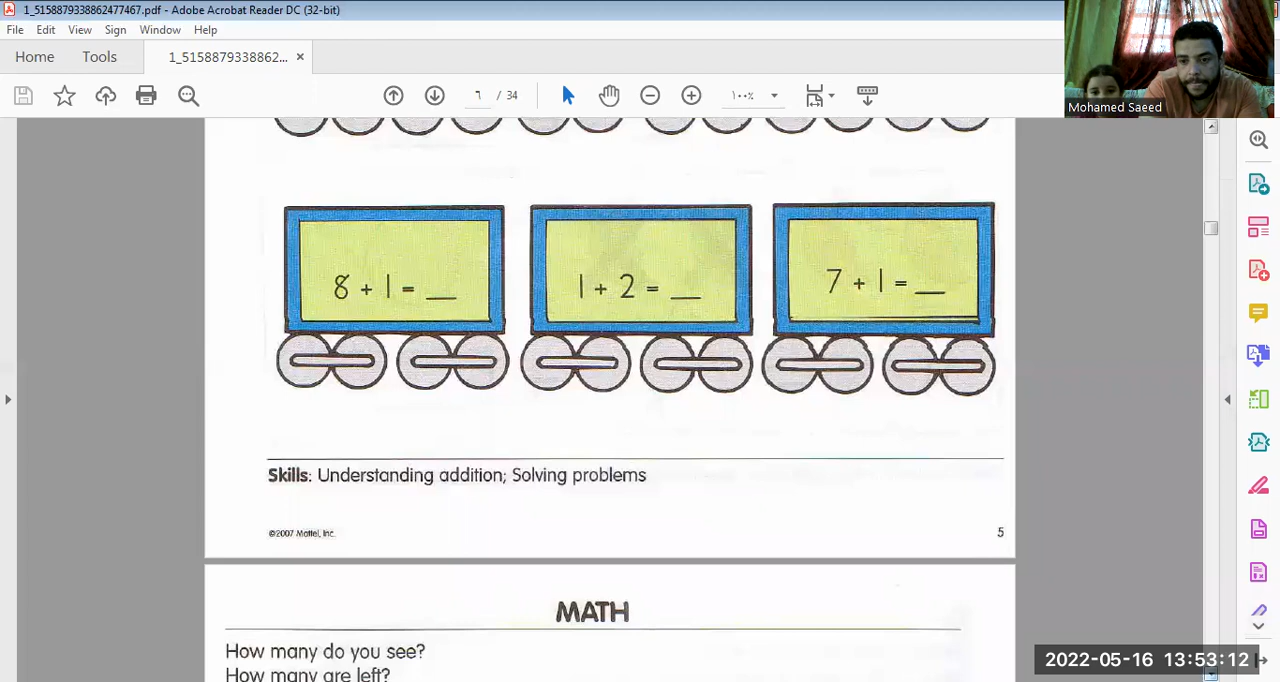 1_5158879338862477467.pdf - Adobe Acrobat Reader DC (32-bit)
File Edit View Sign Window Help
Home Tools 1_5158879338862... ×
٦ / 34 ١٠٠%
Mohamed Saeed
8 + 1 = __ 1 + 2 = __ 7 + 1 = __
Skills: Understanding addition; Solving problems
©2007 Mattel, Inc. 5
MATH
How many do you see?
How many are left?
2022-05-16 13:53:12